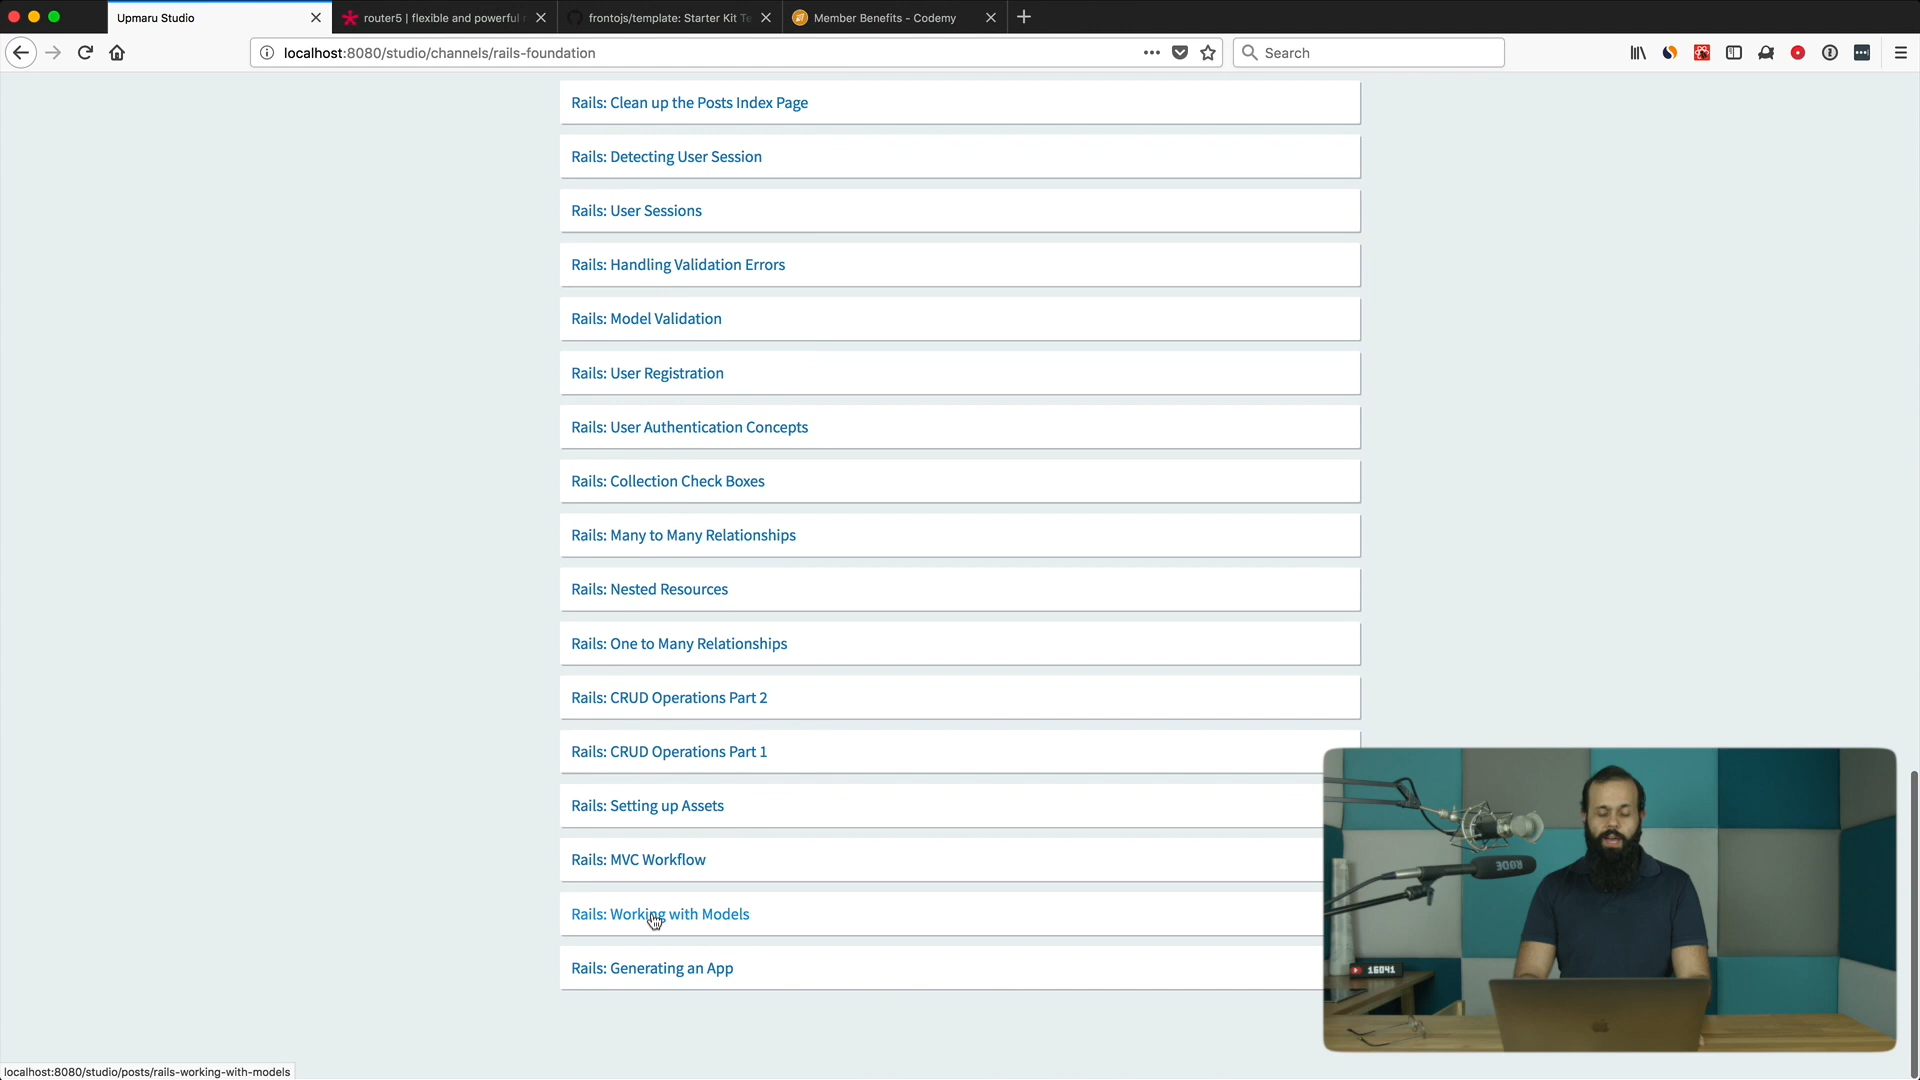 Upmaru Studio
router5 | flexible and powerful
frontojs/template: Starter Kit Te
Member Benefits - Codemy
localhost:8080/studio/channels/rails-foundation
Search
Rails: Clean up the Posts Index Page
Rails: Detecting User Session
Rails: User Sessions
Rails: Handling Validation Errors
Rails: Model Validation
Rails: User Registration
Rails: User Authentication Concepts
Rails: Collection Check Boxes
Rails: Many to Many Relationships
Rails: Nested Resources
Rails: One to Many Relationships
Rails: CRUD Operations Part 2
Rails: CRUD Operations Part 1
Rails: Setting up Assets
Rails: MVC Workflow
RØDE
Rails: Working with Models
Rails: Generating an App
16041
localhost:8080/studio/posts/rails-working-with-models